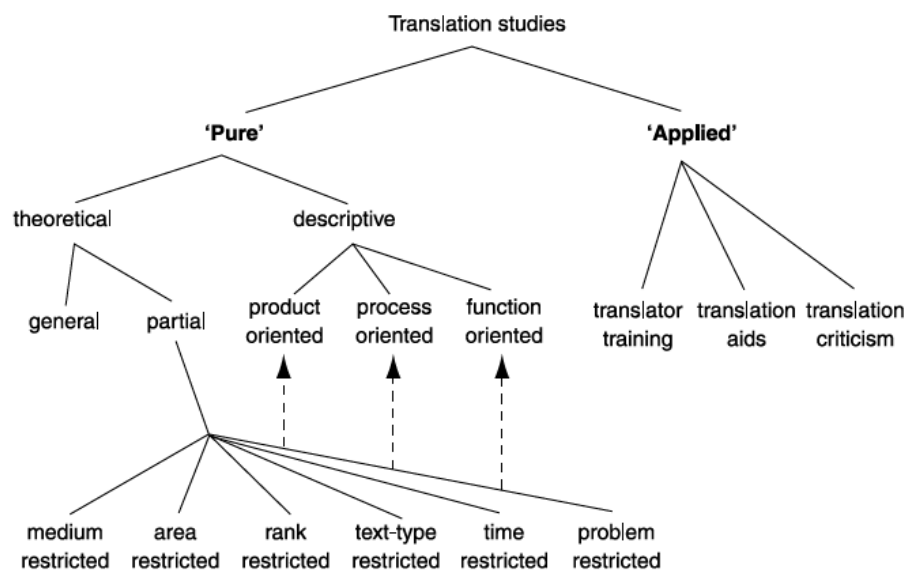 Translation studies
‘Pure’
‘Applied’
theoretical
descriptive
general
partial
product
oriented
process
oriented
function
oriented
translator
training
translation
aids
translation
criticism
medium
restricted
area
restricted
rank
restricted
text-type
restricted
time
restricted
problem
restricted